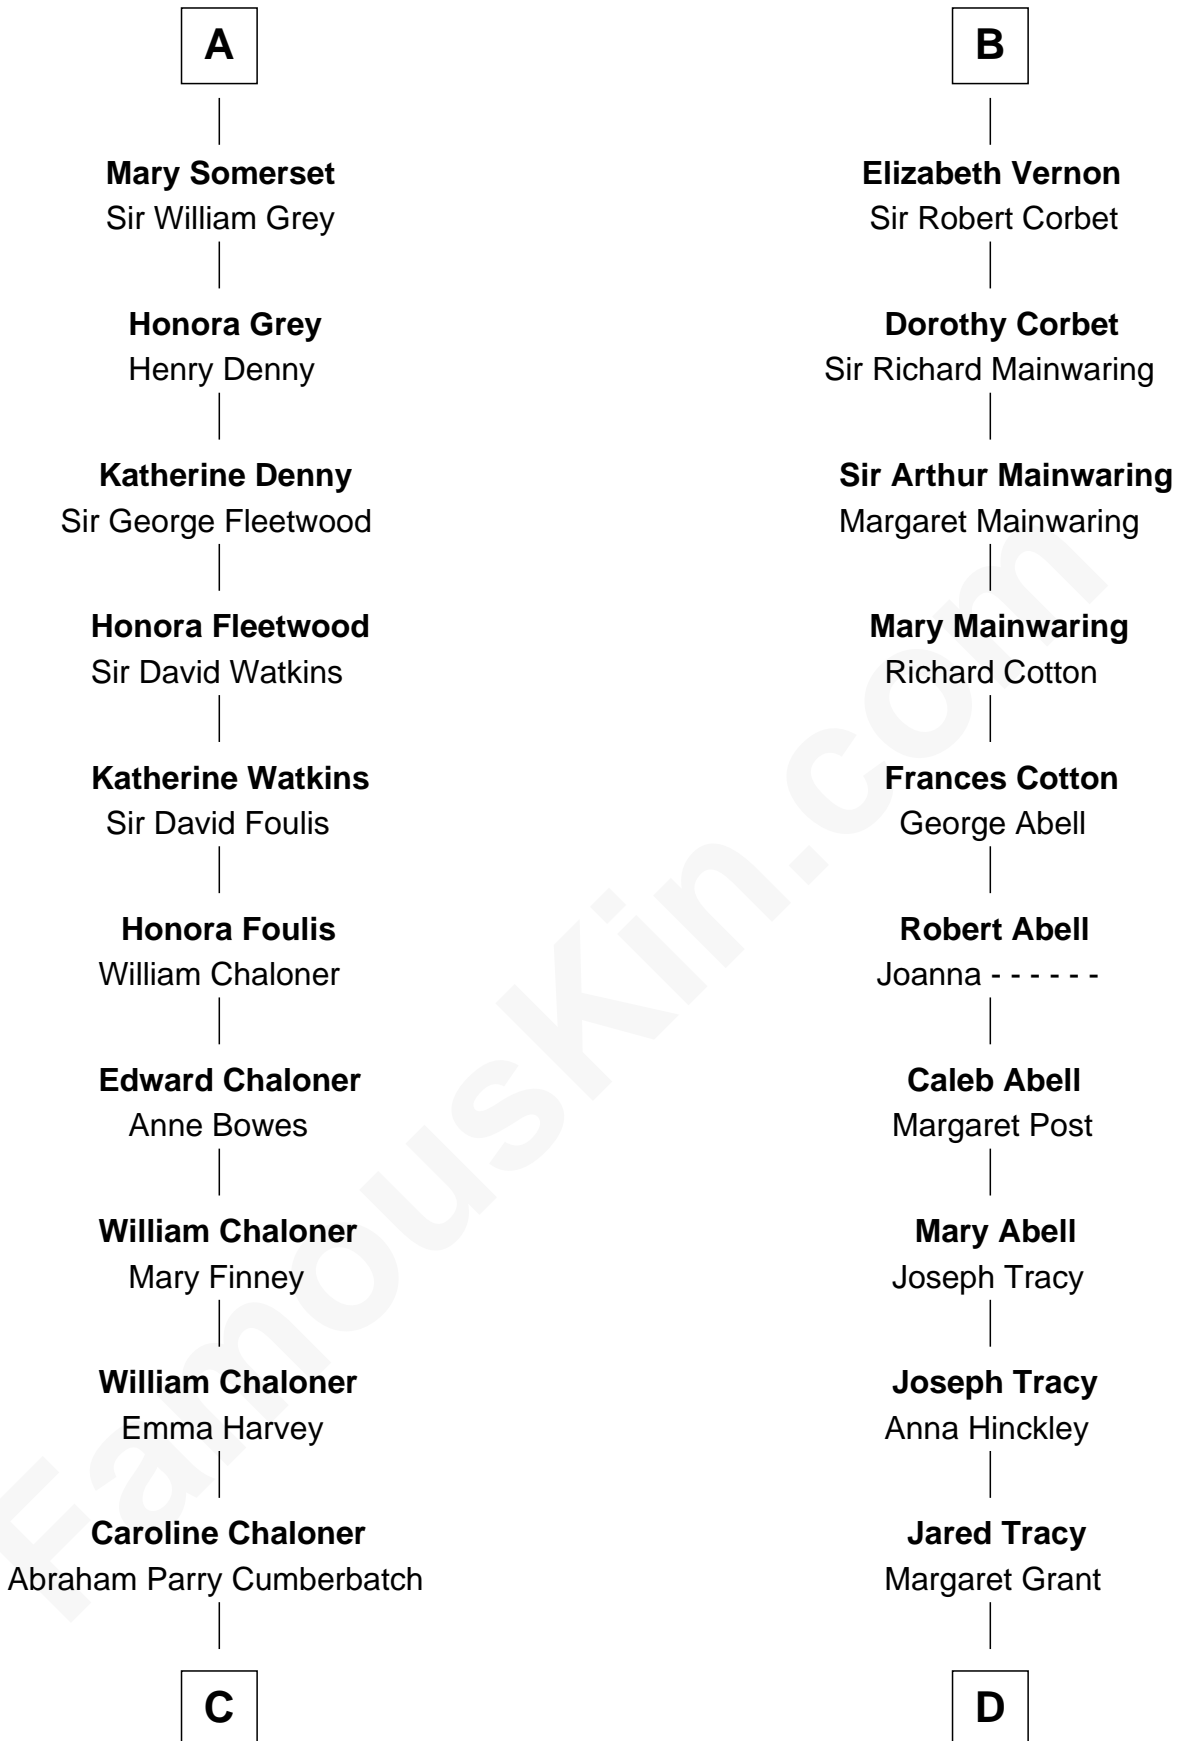 A
Mary Somerset
Sir William Grey
Honora Grey
Henry Denny
Katherine Denny
Sir George Fleetwood
Honora Fleetwood
Sir David Watkins
Katherine Watkins
Sir David Foulis
Honora Foulis
William Chaloner
Edward Chaloner
Anne Bowes
William Chaloner
Mary Finney
William Chaloner
Emma Harvey
Caroline Chaloner
Abraham Parry Cumberbatch
C
B
Elizabeth Vernon
Sir Robert Corbet
Dorothy Corbet
Sir Richard Mainwaring
Sir Arthur Mainwaring
Margaret Mainwaring
Mary Mainwaring
Richard Cotton
Frances Cotton
George Abell
Robert Abell
Joanna - - - - - -
Caleb Abell
Margaret Post
Mary Abell
Joseph Tracy
Joseph Tracy
Anna Hinckley
Jared Tracy
Margaret Grant
D
FamousKin.com